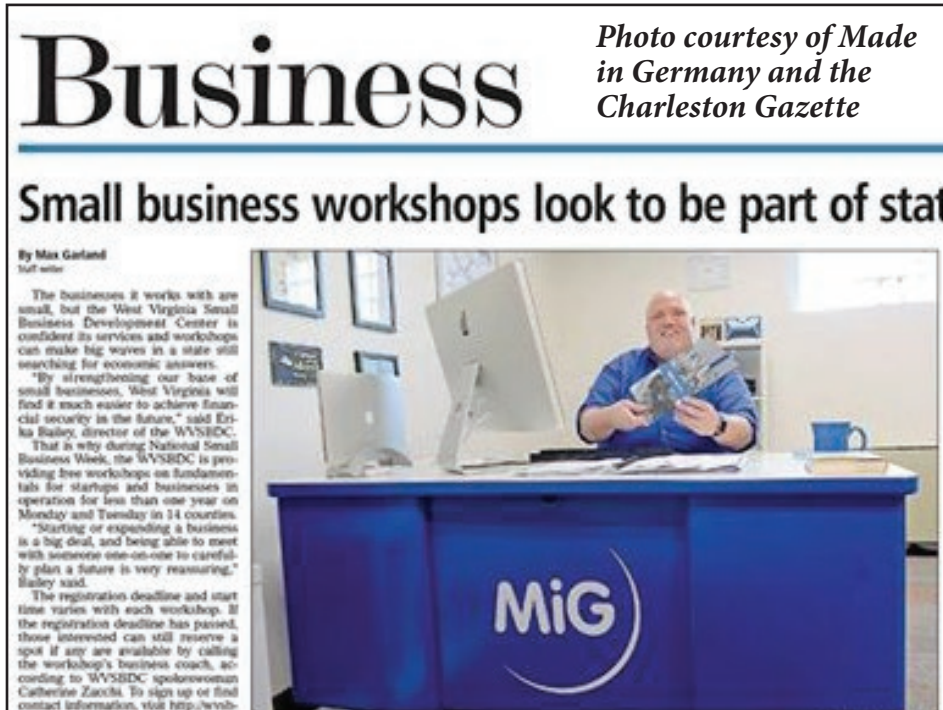 Business
Photo courtesy of Made
in Germany and the
Charleston Gazette
Small business workshops look to be part of stat
By Max Garland
Staff writer
The businesses it works with are
small, but the West Virginia Small
Business Development Center is
confident its services and workshops
can make big waves in a state still
searching for economic answers.
"By strengthening our base of
small businesses, West Virginia will
find it much easier to achieve finan-
cial security in the future," said Eri-
ka Bailey, director of the WVSBDC.
That is why during National Small
Business Week, the WVSBDC is pro-
viding free workshops on fundamen-
tals for startups and businesses in
operation for less than one year on
Monday and Tuesday in 14 counties.
"Starting or expanding a business
is a big deal, and being able to meet
with someone one-on-one to careful-
ly plan a future is very reassuring,"
Bailey said.
The registration deadline and start
time varies with each workshop. If
the registration deadline has passed,
those interested can still reserve a
spot if any are available by calling
the workshop's business coach, ac-
cording to WVSBDC spokeswoman
Catherine Zacchi. To sign up or find
contact information, visit http:/wvsb-
MiG